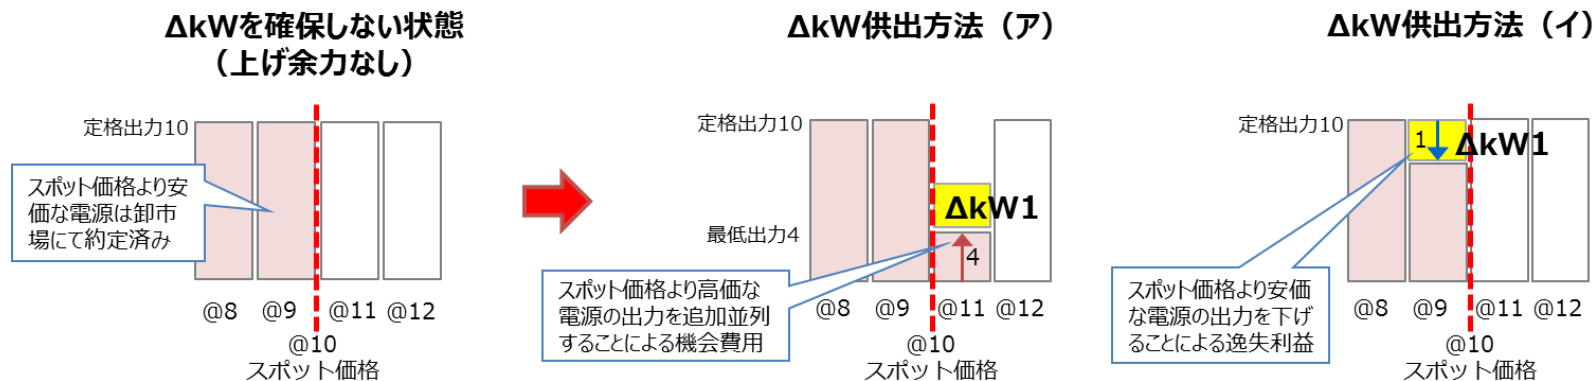 ΔkWを確保しない状態
（上げ余力なし）
定格出力10
スポット価格より安
価な電源は卸市
場にて約定済み
@8
@9
@11
@12
@10
スポット価格
ΔkW供出方法（ア）
定格出力10
ΔkW1
最低出力4
4
スポット価格より高価な
電源の出力を追加並列
することによる機会費用
@8
@9
@11
@12
@10
スポット価格
ΔkW供出方法（イ）
定格出力10
1
ΔkW1
スポット価格より安価
な電源の出力を下げ
ることによる逸失利益
@8
@9
@11
@12
@10
スポット価格